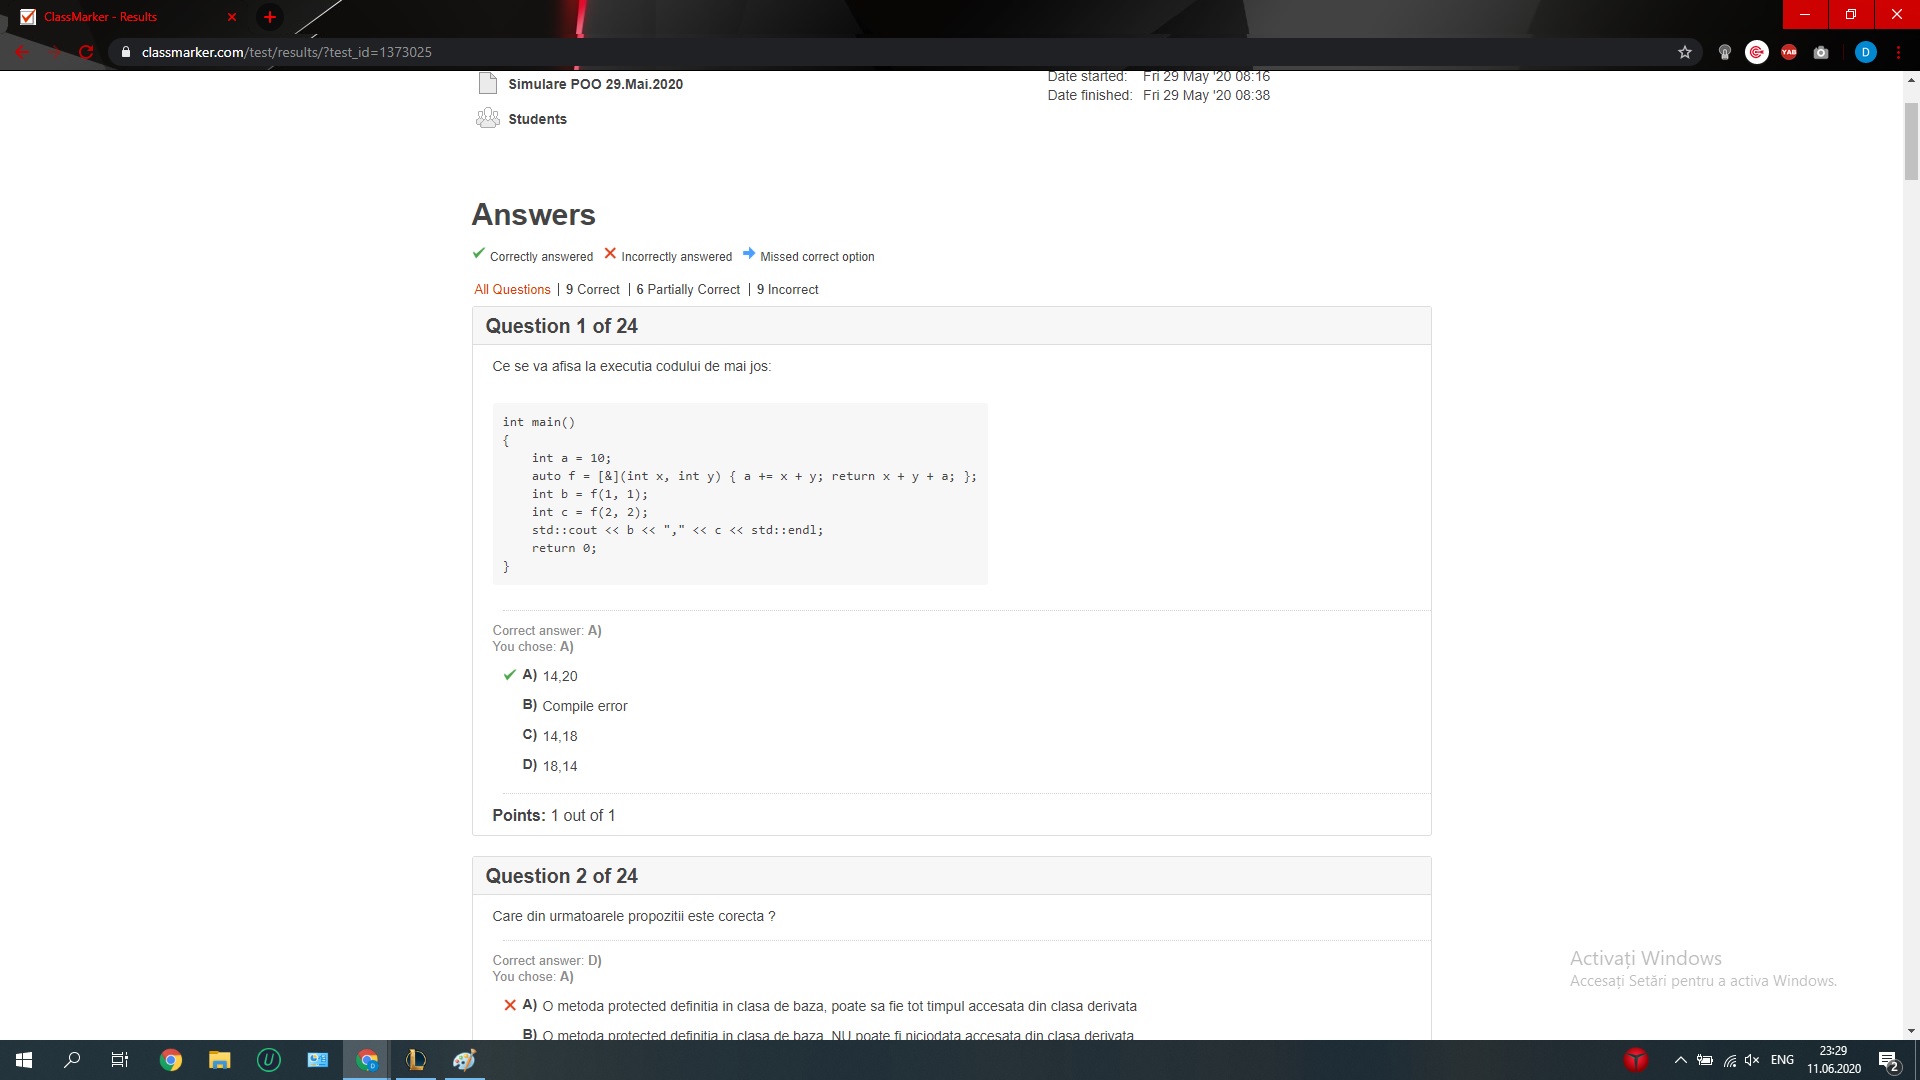 ClassMarker - Results
classmarker.com/test/results/?test_id=1373025
YAB
D
Simulare POO 29.Mai.2020
Date started: Fri 29 May '20 08:16
Date finished: Fri 29 May '20 08:38
Students
Answers
Correctly answered Incorrectly answered Missed correct option
All Questions | 9 Correct | 6 Partially Correct | 9 Incorrect
Question 1 of 24
Ce se va afisa la executia codului de mai jos:
int main()
{
    int a = 10;
    auto f = [&](int x, int y) { a += x + y; return x + y + a; };
    int b = f(1, 1);
    int c = f(2, 2);
    std::cout << b << "," << c << std::endl;
    return 0;
}
Correct answer: A)
You chose: A)
A) 14,20
B) Compile error
C) 14,18
D) 18,14
Points: 1 out of 1
Question 2 of 24
Care din urmatoarele propozitii este corecta ?
Correct answer: D)
You chose: A)
A) O metoda protected definitia in clasa de baza, poate sa fie tot timpul accesata din clasa derivata
B) O metoda protected definitia in clasa de baza, NU poate fi niciodata accesata din clasa derivata
Activați Windows
Accesați Setări pentru a activa Windows.
ENG
23:29
11.06.2020
2